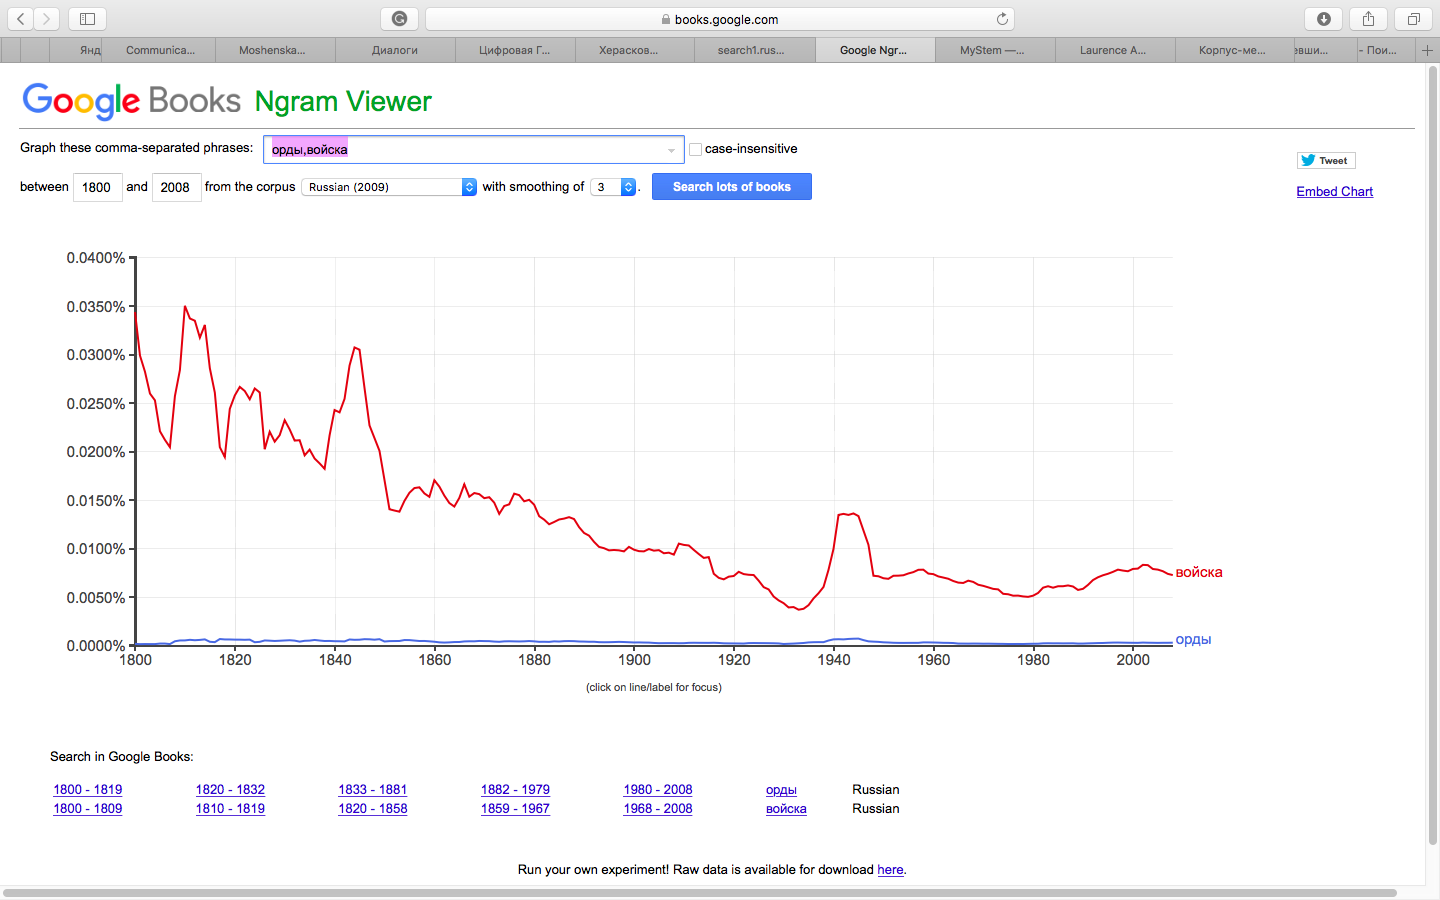 books.google.com
Янд Communica... Moshenska... Диалоги Цифровая Г... Херасков... search1.rus... Google Ngr... MyStem —... Laurence A... Корпус-ме... евши... - Пои...
Google Books Ngram Viewer
Graph these comma-separated phrases: орды,войска case-insensitive
Tweet
between 1800 and 2008 from the corpus Russian (2009) with smoothing of 3 . Search lots of books
Embed Chart
0.0400%
0.0350%
0.0300%
0.0250%
0.0200%
0.0150%
0.0100%
0.0050%
0.0000%
войска
орды
1800 1820 1840 1860 1880 1900 1920 1940 1960 1980 2000
(click on line/label for focus)
Search in Google Books:
1800 - 1819 1820 - 1832 1833 - 1881 1882 - 1979 1980 - 2008 орды Russian
1800 - 1809 1810 - 1819 1820 - 1858 1859 - 1967 1968 - 2008 войска Russian
Run your own experiment! Raw data is available for download here.